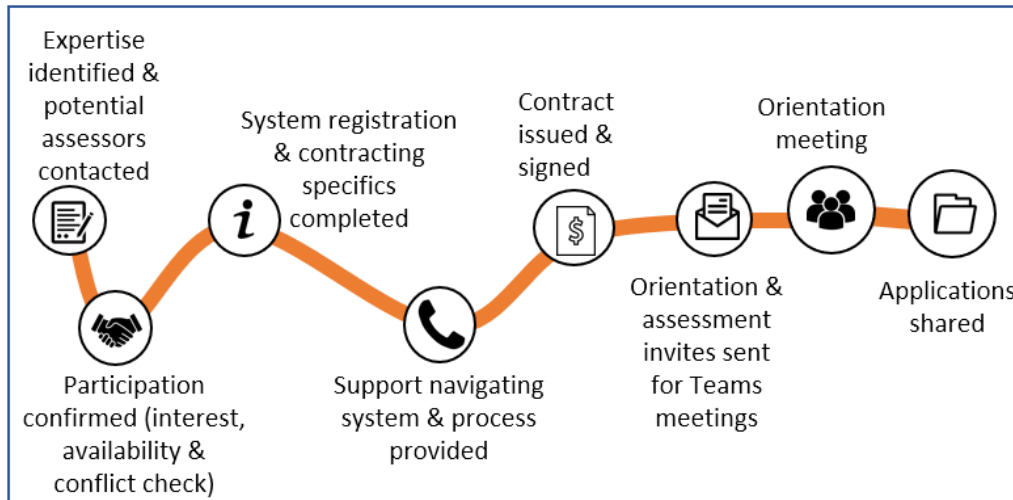 Expertise
identified &
potential
assessors
contacted
Participation
confirmed (interest,
availability &
conflict check)
System registration
& contracting
specifics
completed
i
Support navigating
system & process
provided
Contract
issued &
signed
$
Orientation &
assessment
invites sent
for Teams
meetings
Orientation
meeting
Applications
shared